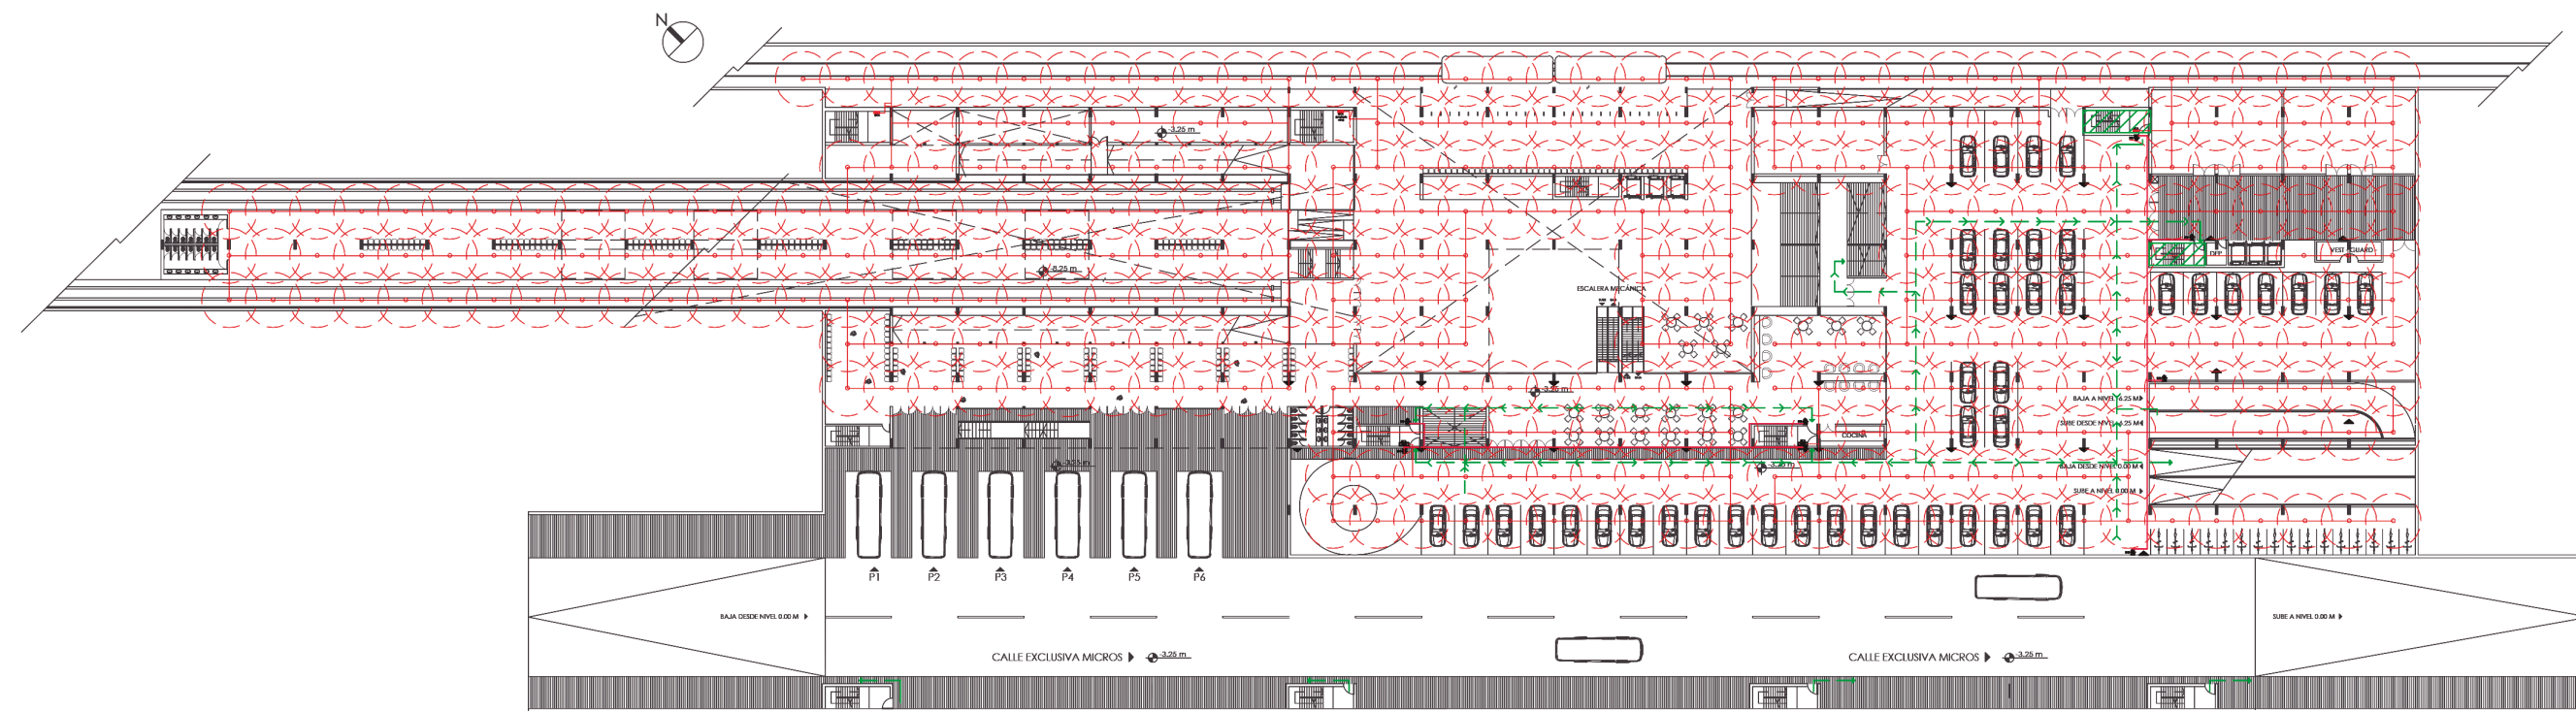 N
-3.25 m
VEST. GUARD.
DEP
-5.25 m
ESCALERA MECÁNICA
-3.25 m
BAJA A NIVEL -6.25 M
SUBE DESDE NIVEL -6.25 M
COCINA
-3.25 m
-3.25 m
BAJA DESDE NIVEL 0.00 M
SUBE A NIVEL 0.00 M
P1 P2 P3 P4 P5 P6
BAJA DESDE NIVEL 0.00 M
SUBE A NIVEL 0.00 M
CALLE EXCLUSIVA MICROS
-3.25 m
CALLE EXCLUSIVA MICROS
-3.25 m